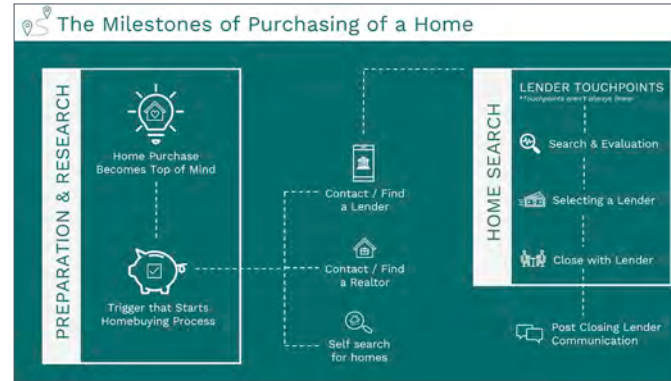 The Milestones of Purchasing of a Home
PREPARATION & RESEARCH
Home Purchase
Becomes Top of Mind
Trigger that Starts
Homebuying Process
Contact / Find
a Lender
Contact / Find
a Realtor
Self search
for homes
HOME SEARCH
LENDER TOUCHPOINTS
*Touchpoints aren't always linear
Search & Evaluation
Selecting a Lender
Close with Lender
Post Closing Lender
Communication